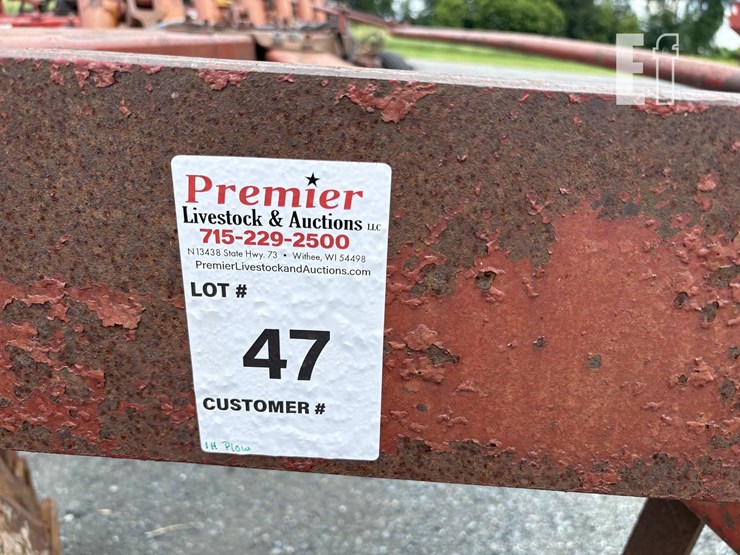 Ef
Premier
Livestock & Auctions LLC
715-229-2500
N13438 State Hwy. 73 • Withee, WI 54498
PremierLivestockandAuctions.com
LOT #
47
CUSTOMER #
IH Plow